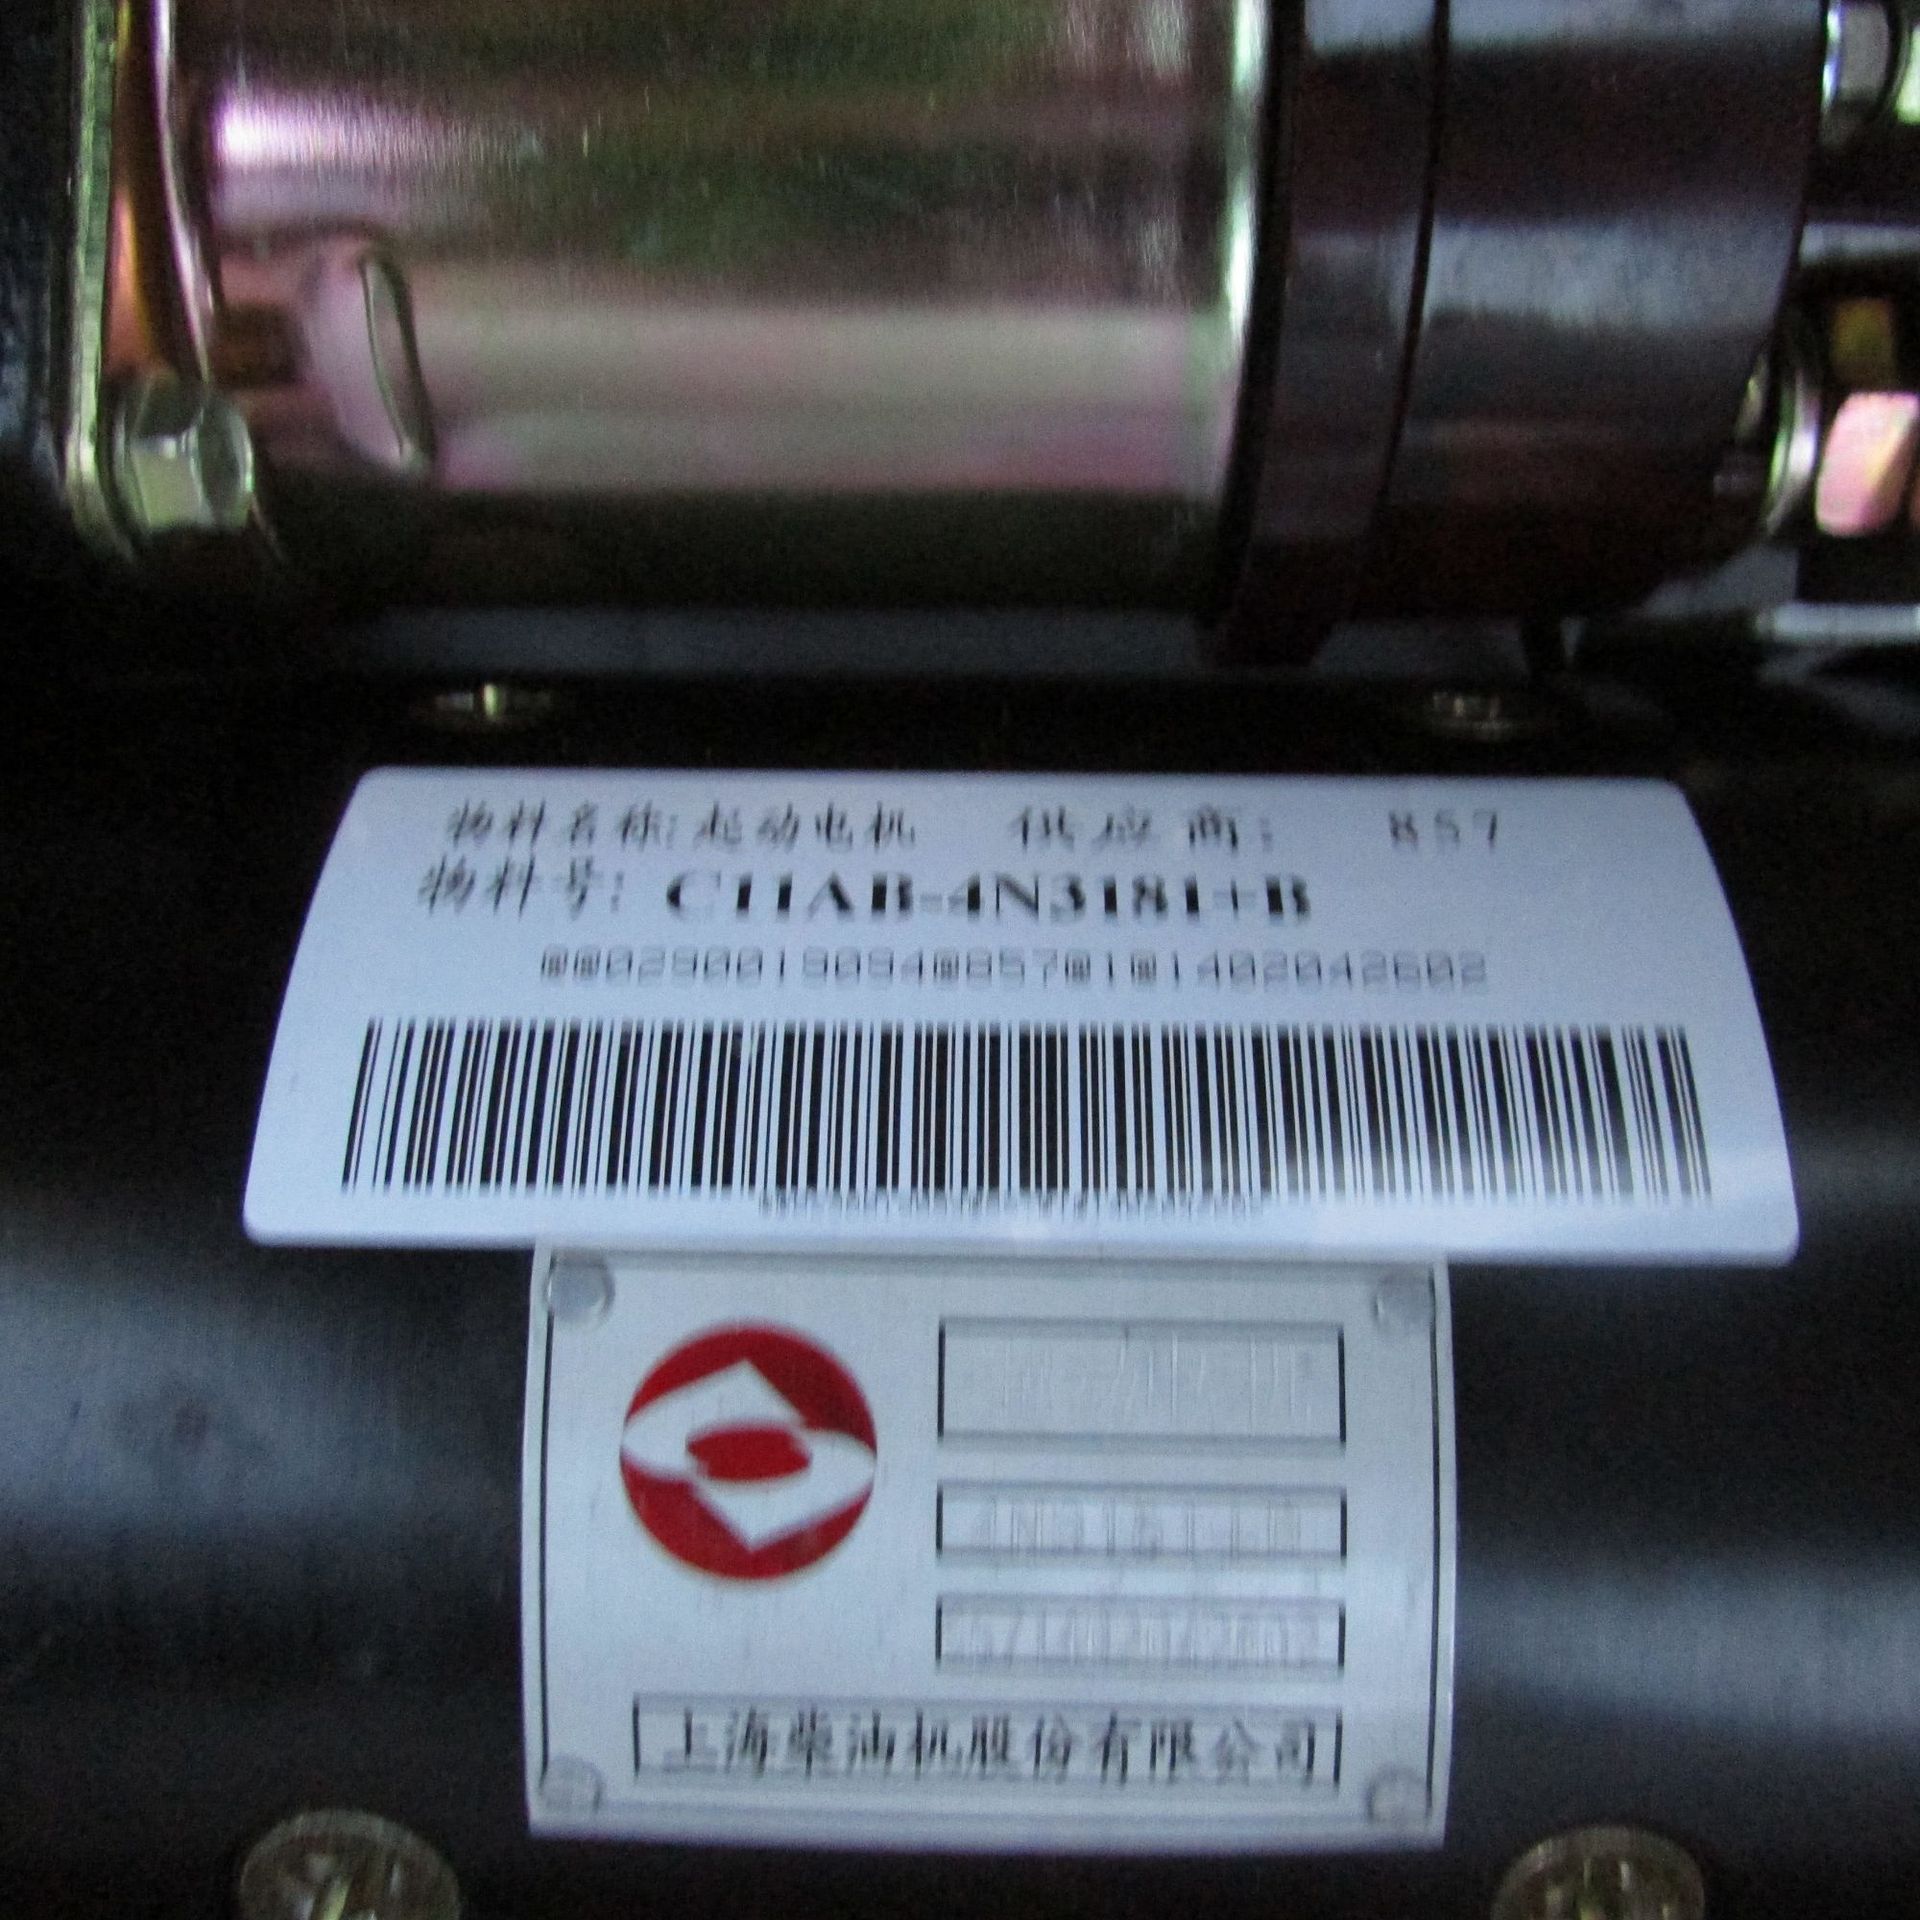 物料名称: 起动电机 供应商: 857
物料号: C11AB-4N3181+B
@@0290019094@857@1@1402042602
上海柴油机股份有限公司